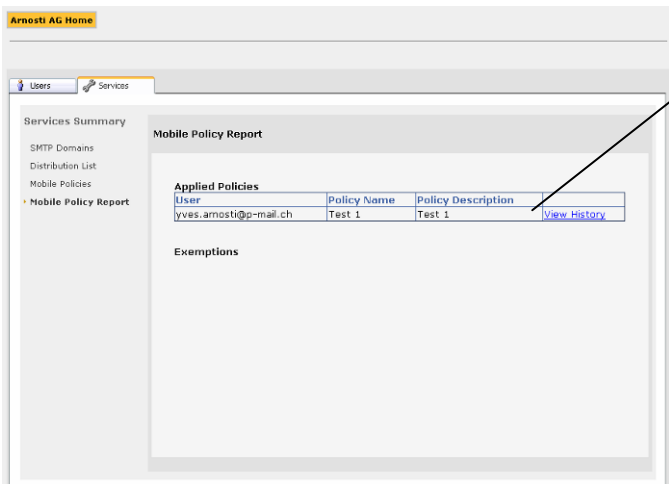 Arnosti AG Home
Users Services
Services Summary
SMTP Domains
Distribution List
Mobile Policies
Mobile Policy Report
Mobile Policy Report
Applied Policies
User Policy Name Policy Description
yves.arnosti@p-mail.ch Test 1 Test 1 View History
Exemptions